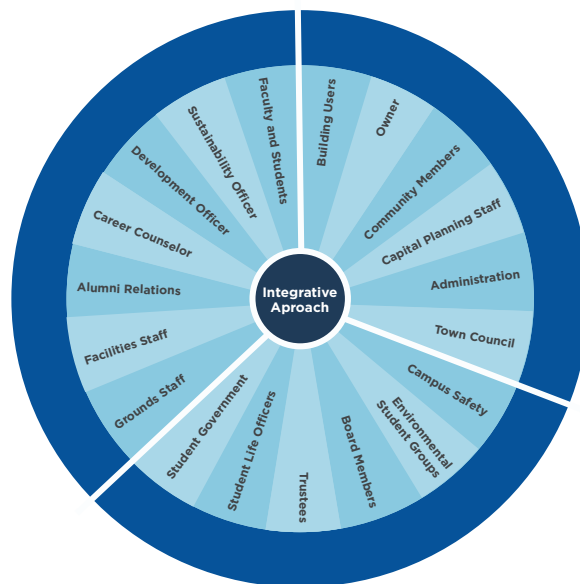 Building Users
Owner
Community Members
Capital Planning Staff
Administration
Town Council
Campus Safety
Environmental
Student Groups
Board Members
Trustees
Student Life Officers
Student Government
Grounds Staff
Facilities Staff
Alumni Relations
Career Counselor
Development Officer
Sustainability Officer
Faculty and Students
Integrative
Aproach